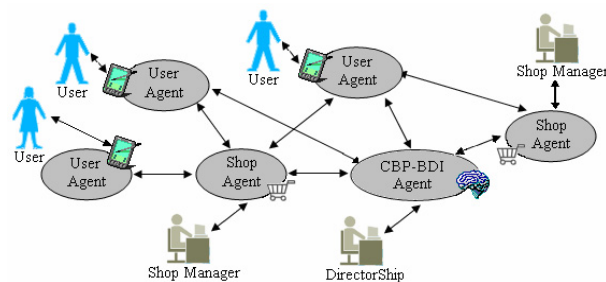 User
User
Agent
User
User
Agent
Shop Manager
User
User
Agent
Shop
Agent
CBP-BDI
Agent
Shop
Agent
Shop Manager
DirectorShip